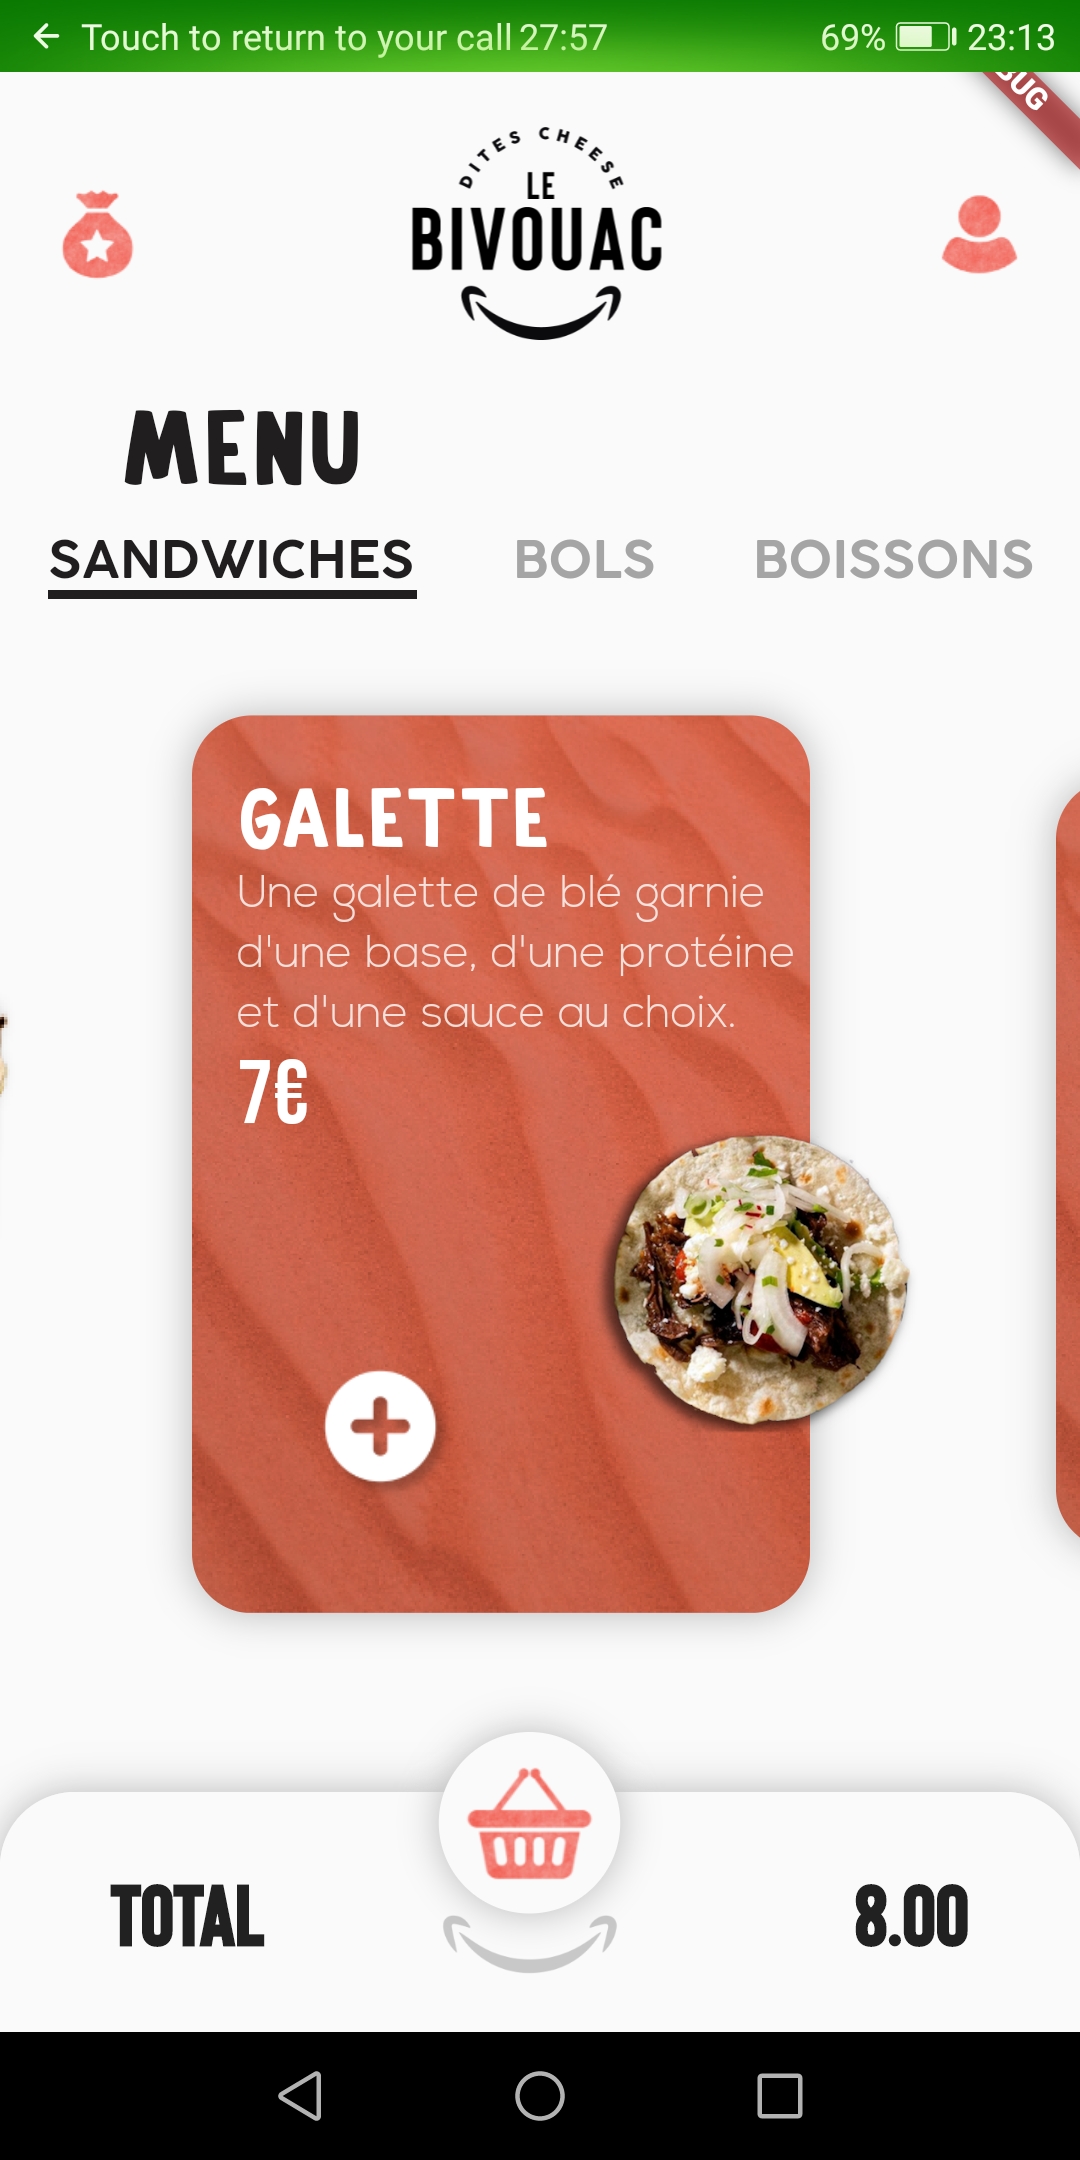 Touch to return to your call 27:57 69% 23:13
DITES CHEESE
LE
BIVOUAC
MENU
SANDWICHES BOLS BOISSONS
GALETTE
Une galette de blé garnie
d'une base, d'une protéine
et d'une sauce au choix.
7€
TOTAL 8.00